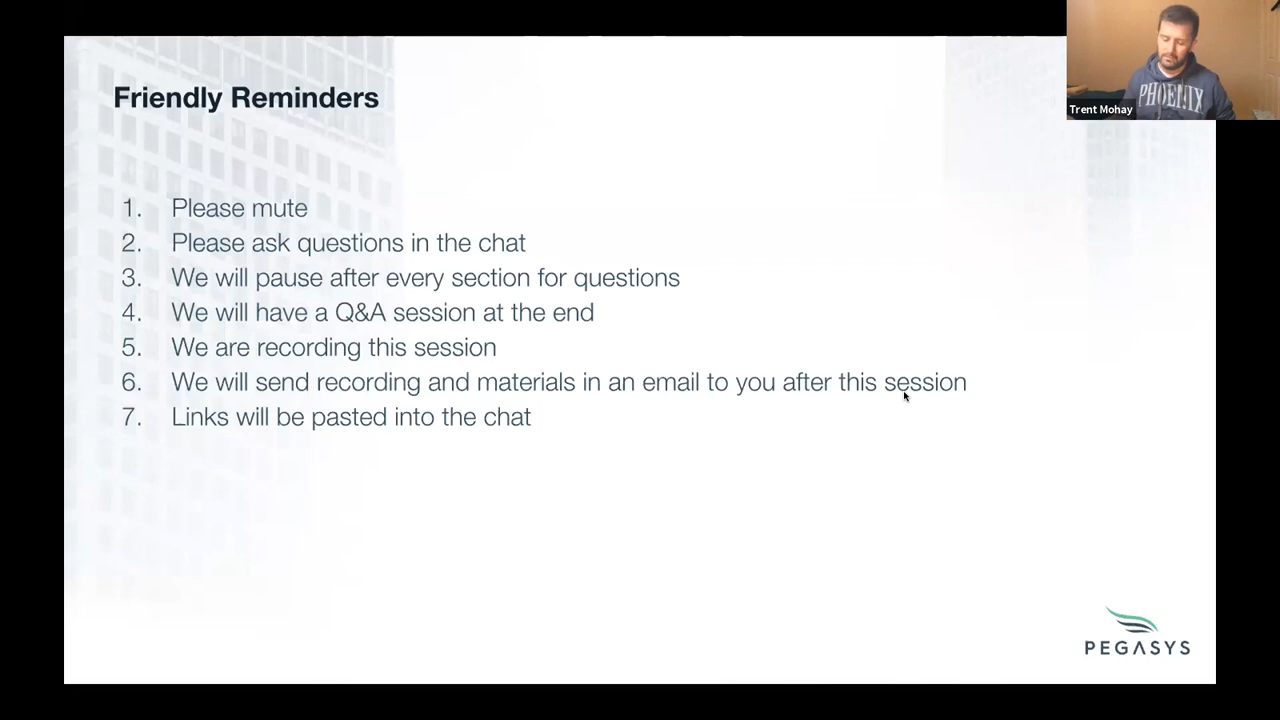 Friendly Reminders
1. Please mute
2. Please ask questions in the chat
3. We will pause after every section for questions
4. We will have a Q&A session at the end
5. We are recording this session
6. We will send recording and materials in an email to you after this session
7. Links will be pasted into the chat
PHOENIX
Trent Mohay
PEGASYS